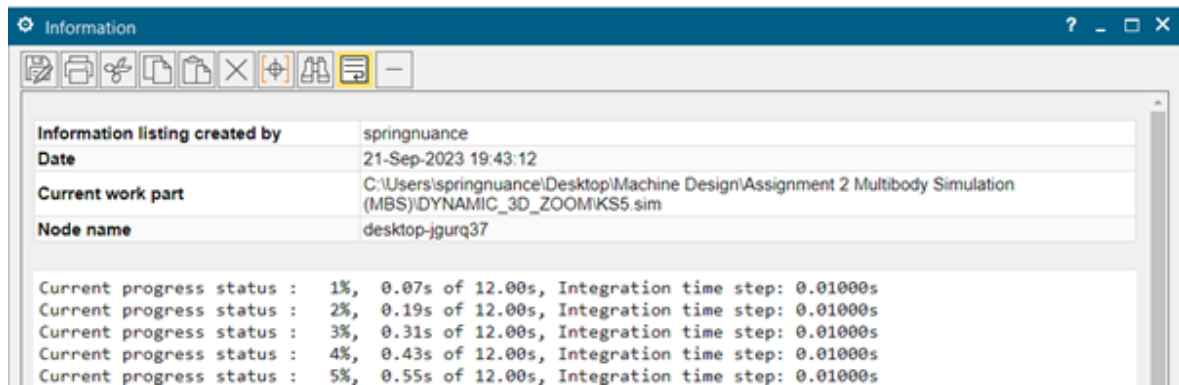 Information
Information listing created by springnuance
Date 21-Sep-2023 19:43:12
Current work part C:\Users\springnuance\Desktop\Machine Design\Assignment 2 Multibody Simulation
(MBS)\DYNAMIC_3D_ZOOM\KS5.sim
Node name desktop-jgurq37
Current progress status : 1%, 0.07s of 12.00s, Integration time step: 0.01000s
Current progress status : 2%, 0.19s of 12.00s, Integration time step: 0.01000s
Current progress status : 3%, 0.31s of 12.00s, Integration time step: 0.01000s
Current progress status : 4%, 0.43s of 12.00s, Integration time step: 0.01000s
Current progress status : 5%, 0.55s of 12.00s, Integration time step: 0.01000s